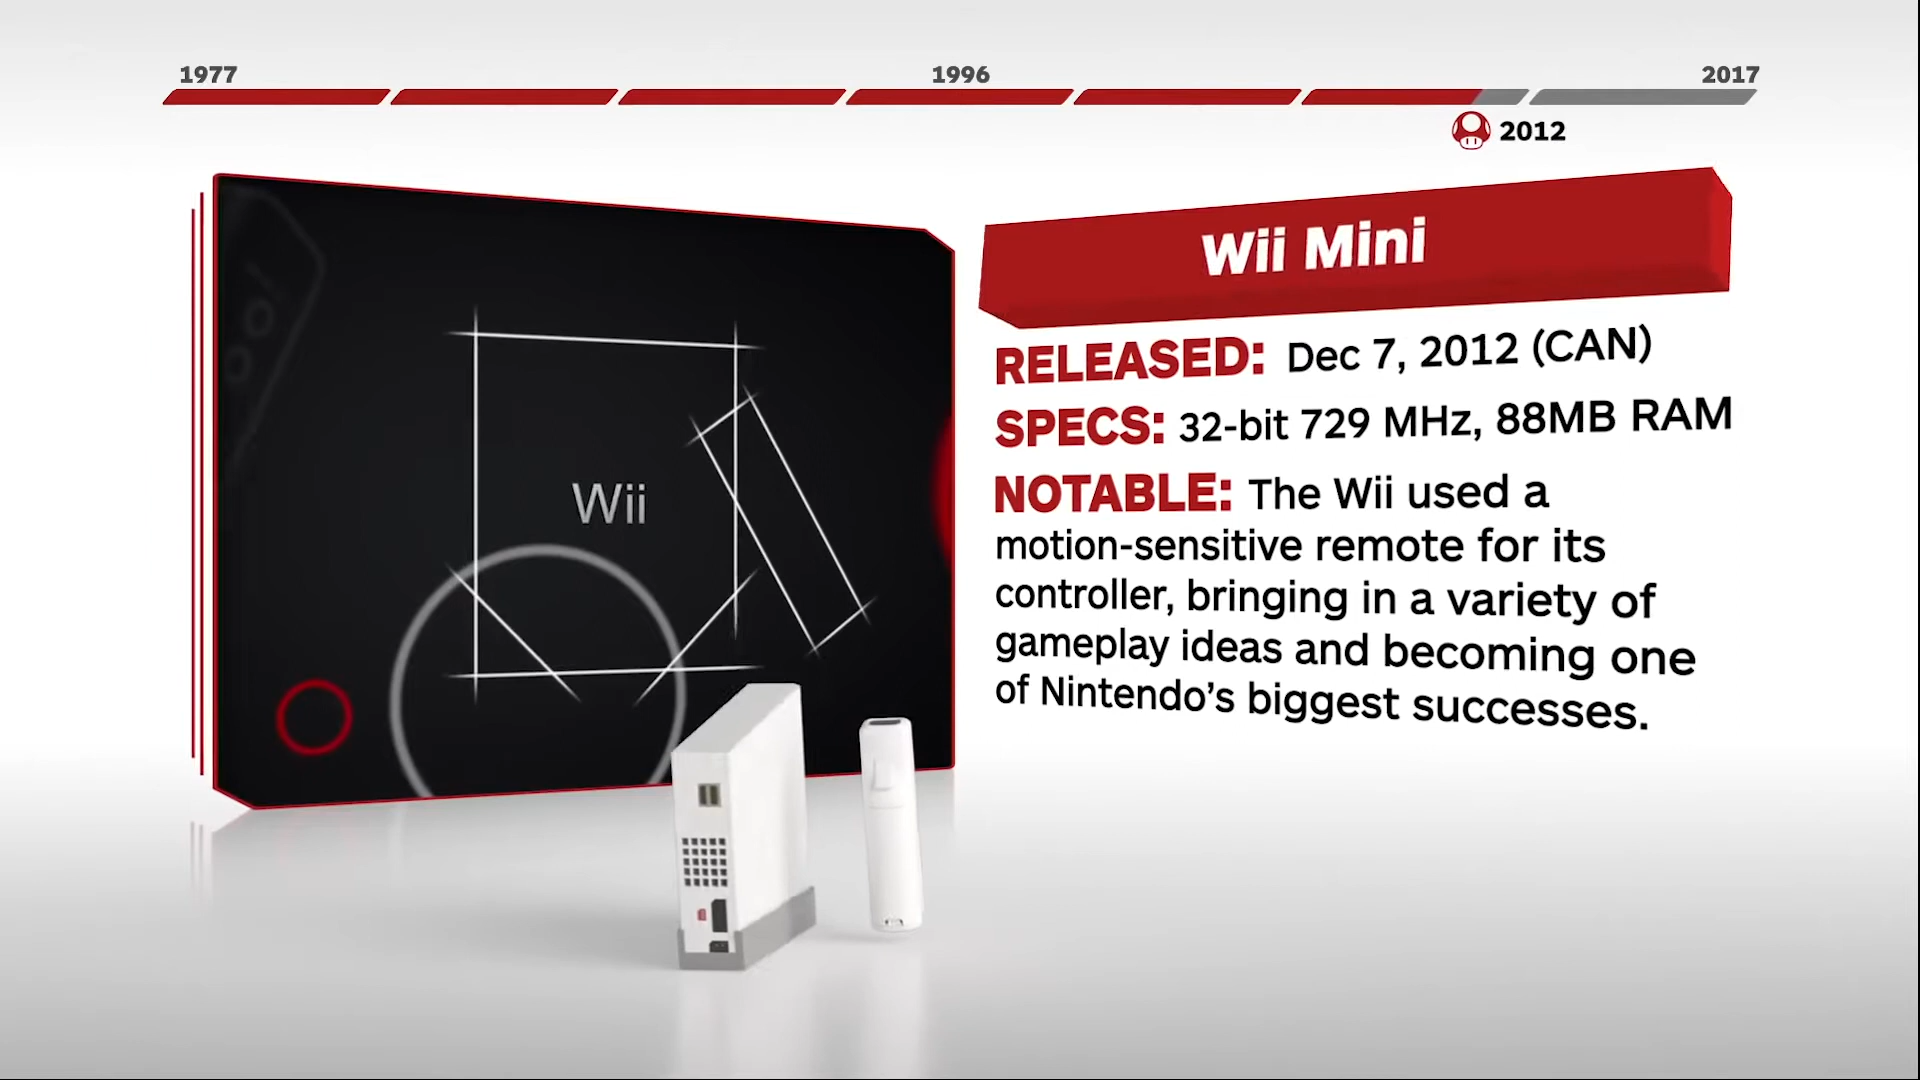 1977 1996 2017
2012
Wii Mini
RELEASED: Dec 7, 2012 (CAN)
SPECS: 32-bit 729 MHz, 88MB RAM
NOTABLE: The Wii used a
motion-sensitive remote for its
controller, bringing in a variety of
gameplay ideas and becoming one
of Nintendo's biggest successes.
Wii